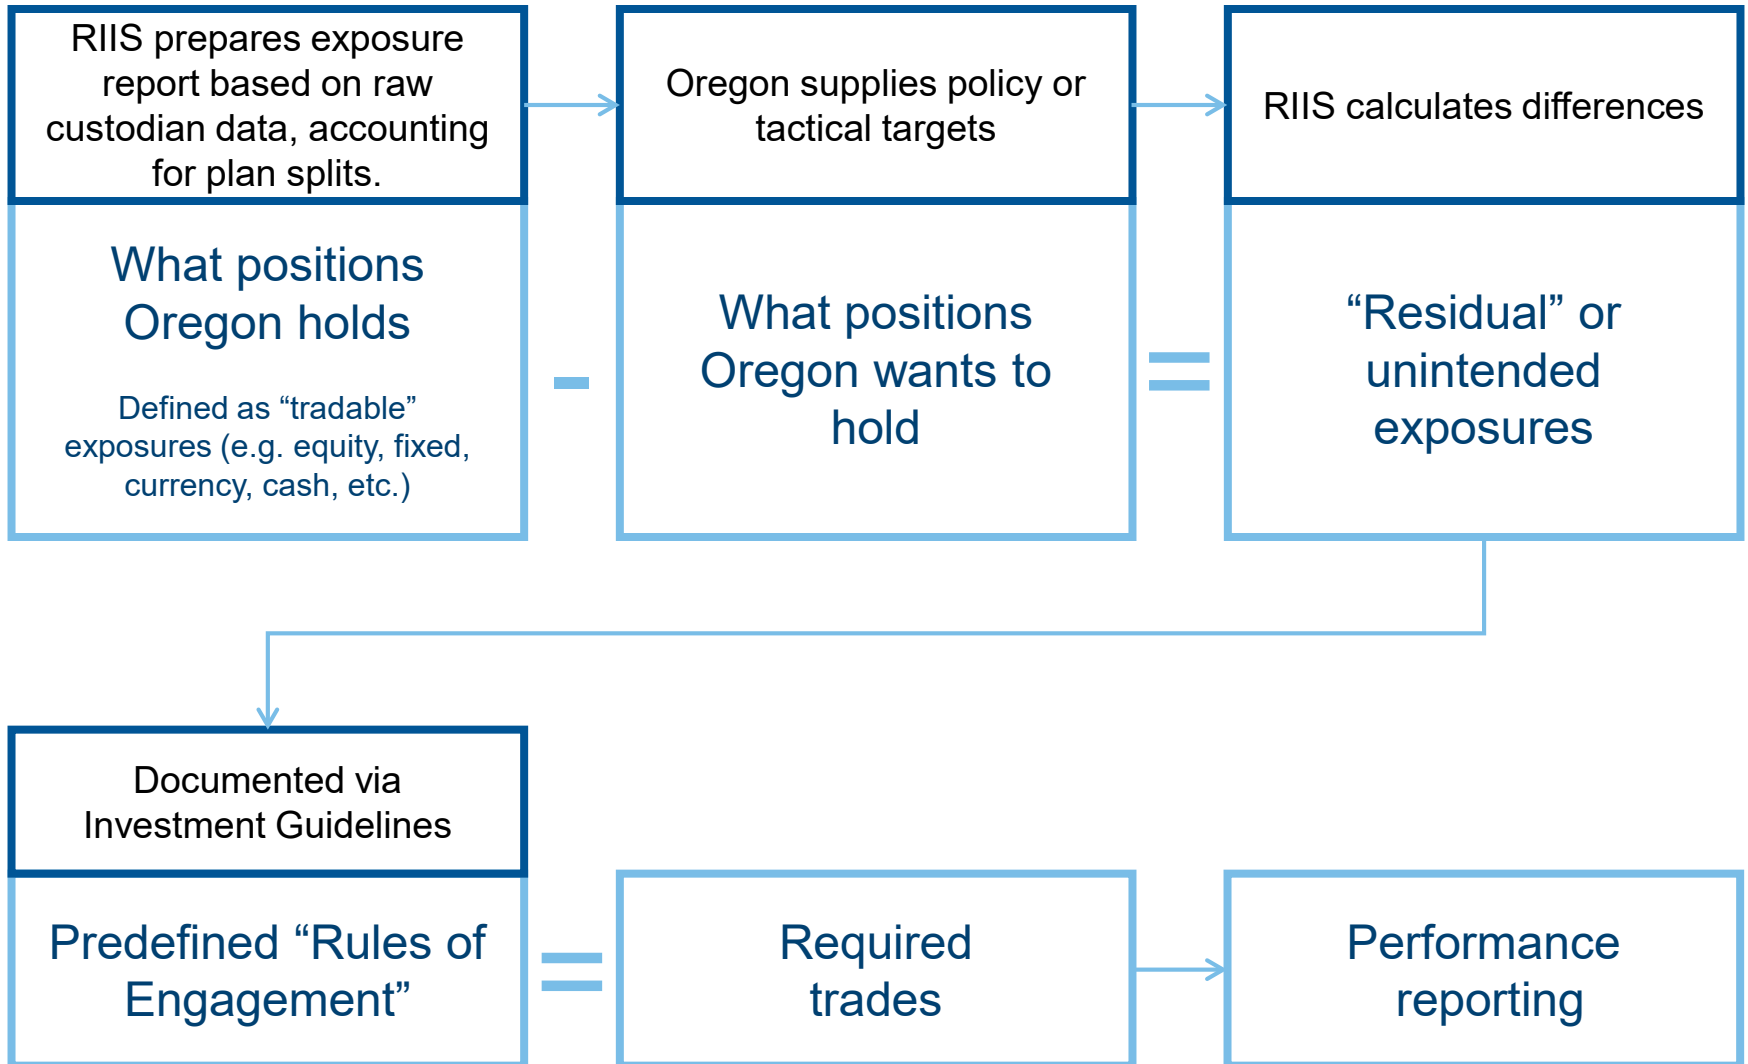 RIIS prepares exposure
report based on raw
custodian data, accounting
for plan splits.
Oregon supplies policy or
tactical targets
RIIS calculates differences
What positions
Oregon holds
Defined as “tradable”
exposures (e.g. equity, fixed,
currency, cash, etc.)
-
What positions
Oregon wants to
hold
=
“Residual” or
unintended
exposures
Documented via
Investment Guidelines
Predefined “Rules of
Engagement”
=
Required
trades
Performance
reporting